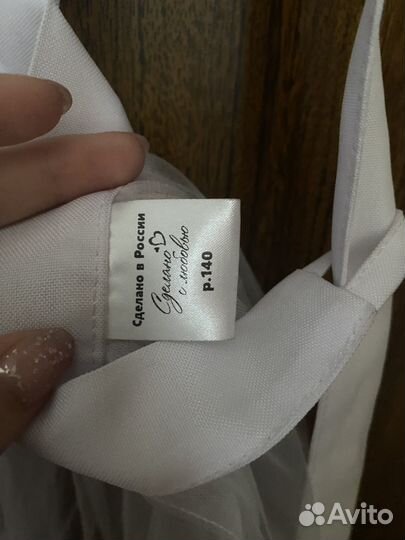 Сделано в России
Сделано
с любовью
р.140
Avito